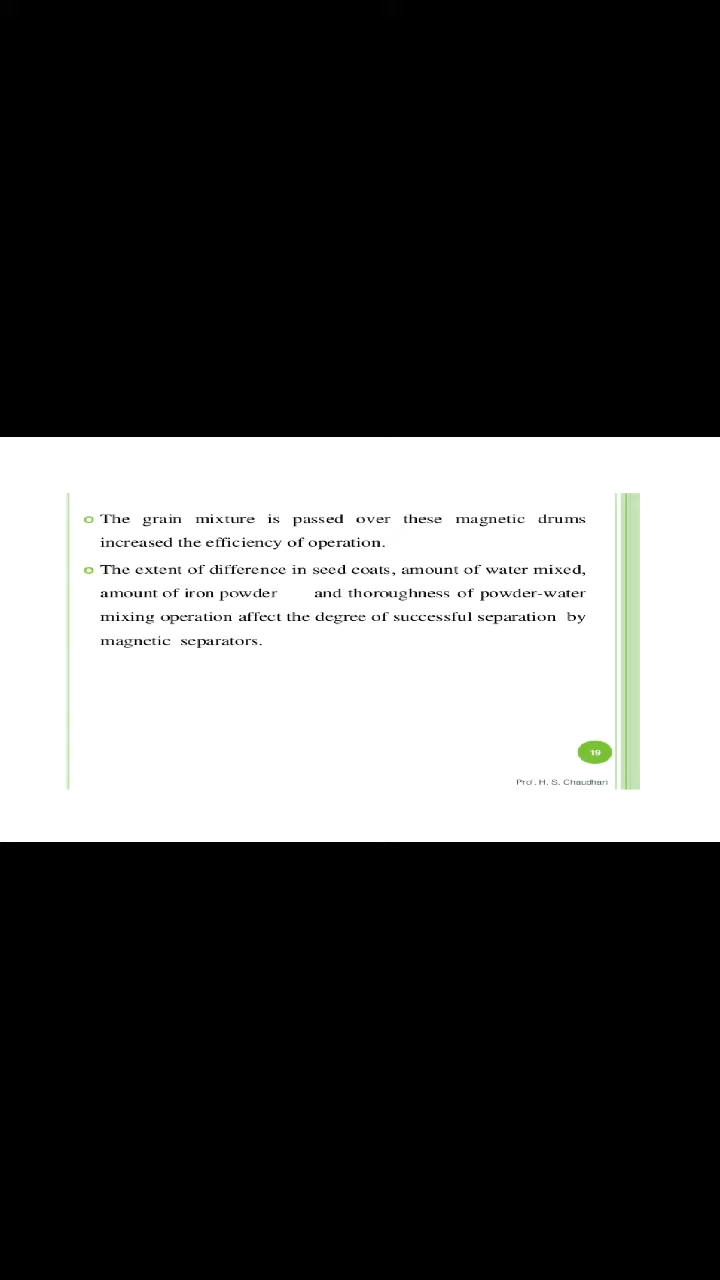 The grain mixture is passed over these magnetic drums
increased the efficiency of operation.
The extent of difference in seed coats, amount of water mixed,
amount of iron powder and thoroughness of powder-water
mixing operation affect the degree of successful separation by
magnetic separators.
19
Prof. H. S. Chaudhari